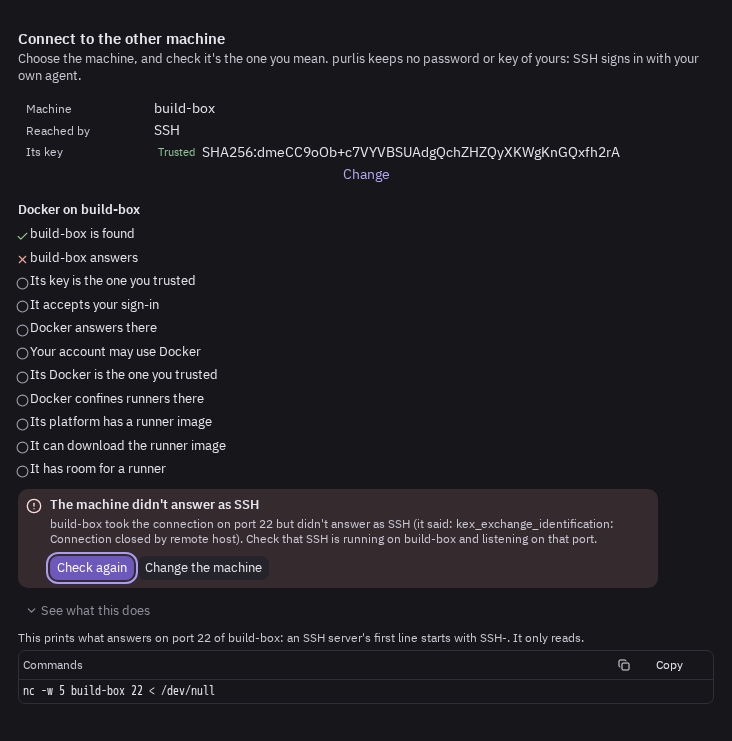 Connect to the other machine
Choose the machine, and check it's the one you mean. purlis keeps no password or key of yours: SSH signs in with your
own agent.
Machine build-box
Reached by SSH
Its key Trusted SHA256:dmeCC9oOb+c7VYVBSUAdgQchZHZQyXKWgKnGQxfh2rA
Change
Docker on build-box
build-box is found
build-box answers
Its key is the one you trusted
It accepts your sign-in
Docker answers there
Your account may use Docker
Its Docker is the one you trusted
Docker confines runners there
Its platform has a runner image
It can download the runner image
It has room for a runner
The machine didn't answer as SSH
build-box took the connection on port 22 but didn't answer as SSH (it said: kex_exchange_identification:
Connection closed by remote host). Check that SSH is running on build-box and listening on that port.
Check again Change the machine
See what this does
This prints what answers on port 22 of build-box: an SSH server's first line starts with SSH-. It only reads.
Commands Copy
nc -w 5 build-box 22 < /dev/null